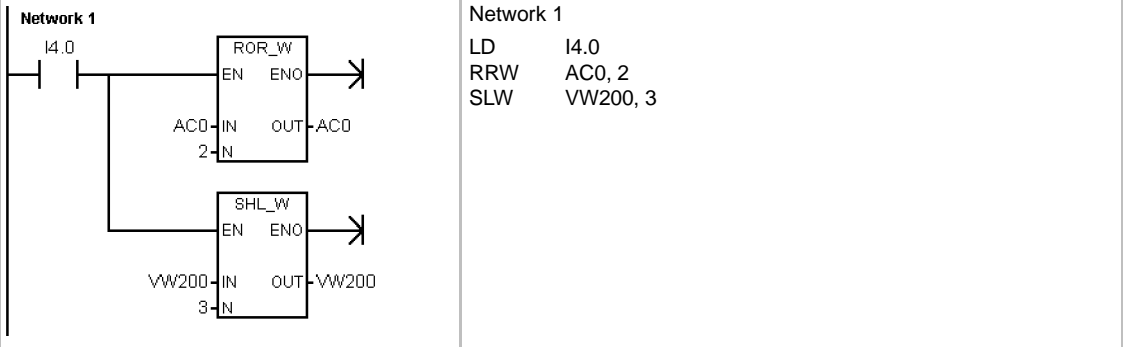 Network 1
I4.0
ROR_W
EN ENO
AC0 IN OUT AC0
2 N
SHL_W
EN ENO
VW200 IN OUT VW200
3 N
Network 1
LD I4.0
RRW AC0, 2
SLW VW200, 3